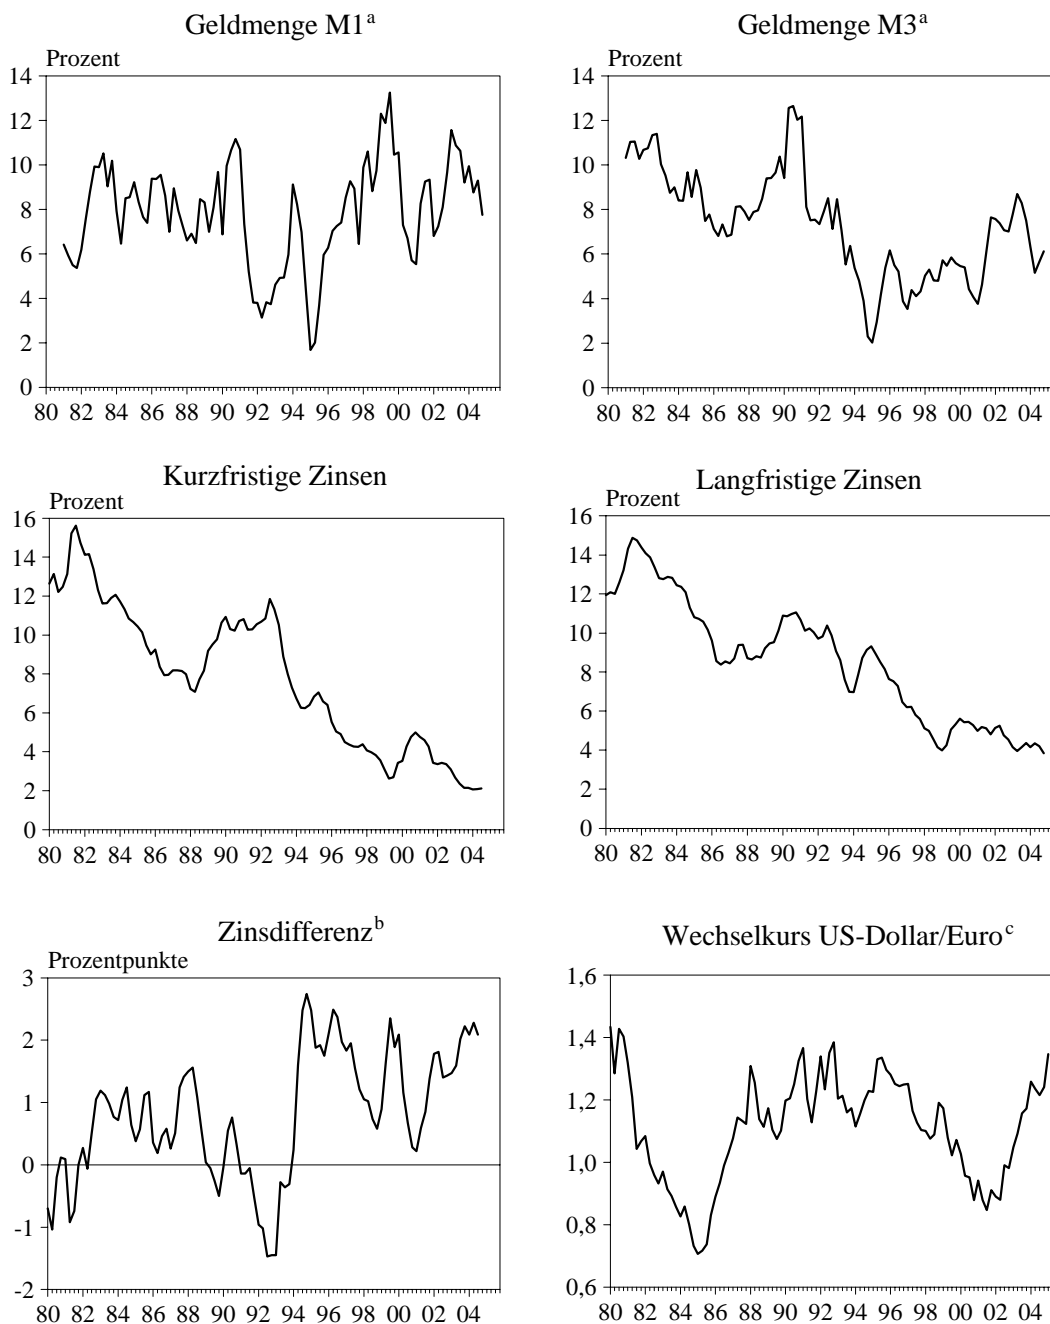 Geldmenge M1ᵃ
Prozent
14
12
10
8
6
4
2
0
80 82 84 86 88 90 92 94 96 98 00 02 04
Geldmenge M3ᵃ
Prozent
14
12
10
8
6
4
2
0
80 82 84 86 88 90 92 94 96 98 00 02 04
Kurzfristige Zinsen
Prozent
16
14
12
10
8
6
4
2
0
80 82 84 86 88 90 92 94 96 98 00 02 04
Langfristige Zinsen
Prozent
16
14
12
10
8
6
4
2
0
80 82 84 86 88 90 92 94 96 98 00 02 04
Zinsdifferenzᵇ
Prozentpunkte
3
2
1
0
-1
-2
80 82 84 86 88 90 92 94 96 98 00 02 04
Wechselkurs US-Dollar/Euroᶜ
1,6
1,4
1,2
1,0
0,8
0,6
80 82 84 86 88 90 92 94 96 98 00 02 04